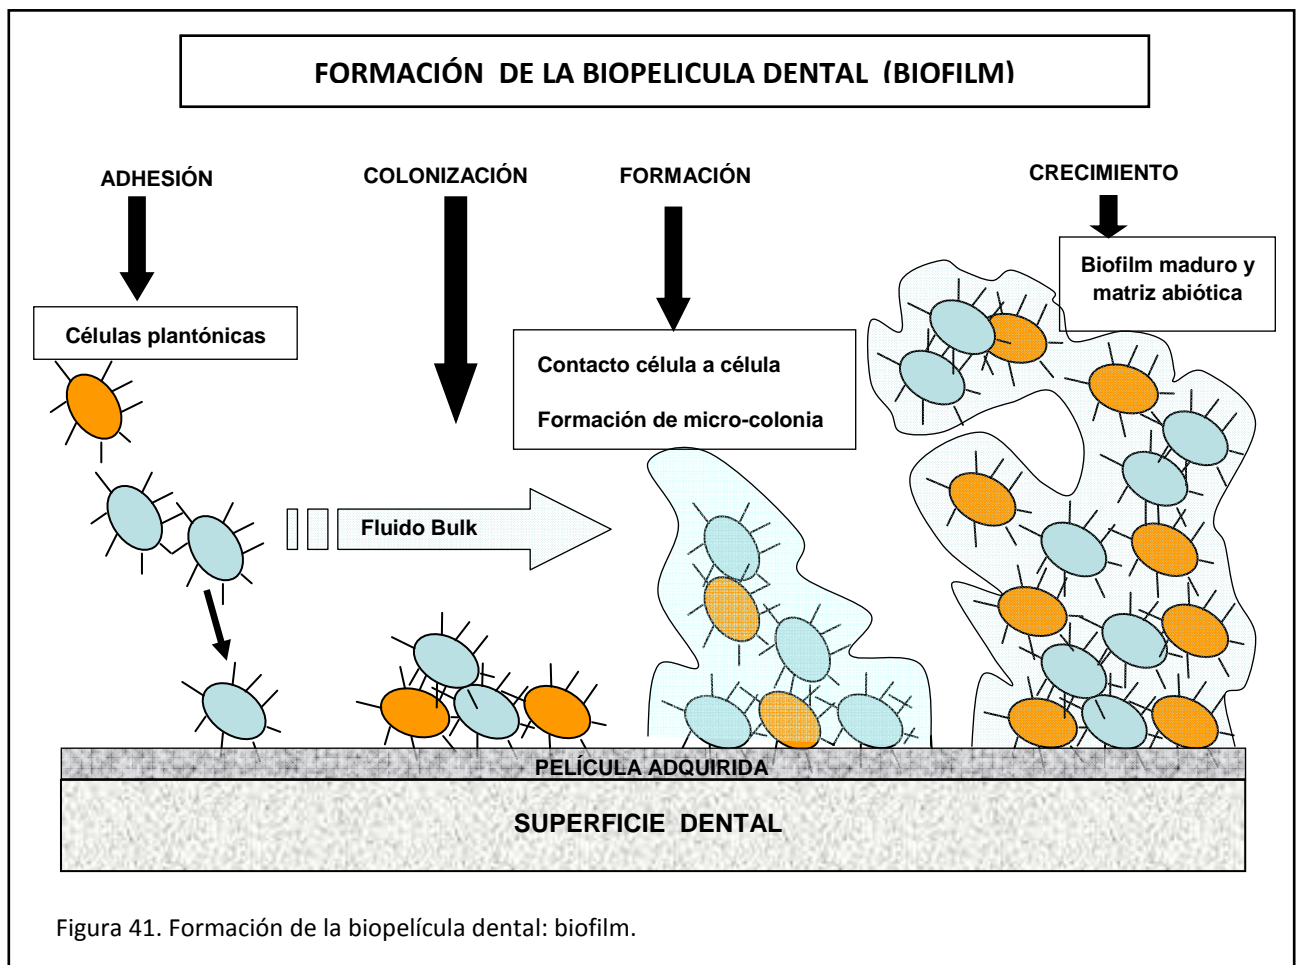 FORMACIÓN DE LA BIOPELICULA DENTAL (BIOFILM)
ADHESIÓN
COLONIZACIÓN
FORMACIÓN
CRECIMIENTO
Células plantónicas
Contacto célula a célula
Formación de micro-colonia
Biofilm maduro y
matriz abiótica
Fluido Bulk
PELÍCULA ADQUIRIDA
SUPERFICIE DENTAL
Figura 41. Formación de la biopelícula dental: biofilm.